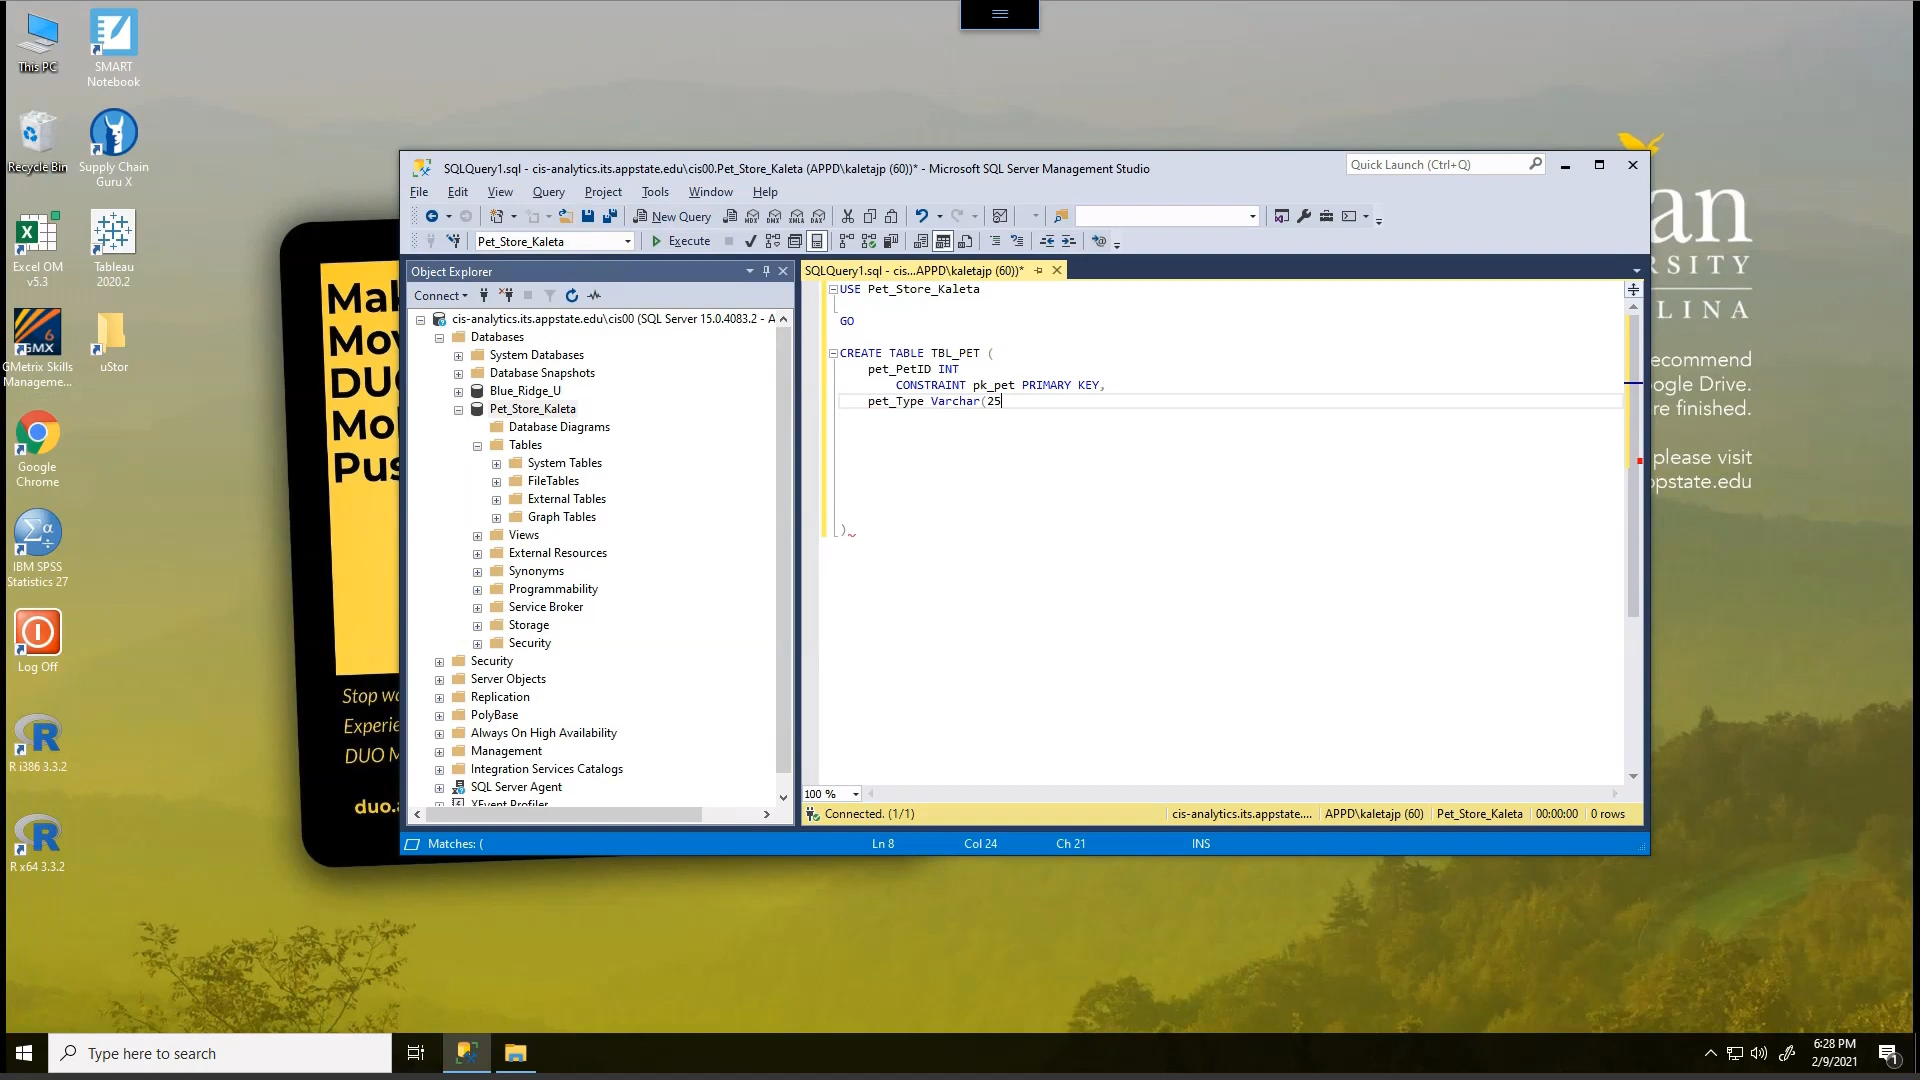 This PC
SMART
Notebook
Recycle Bin
Supply Chain
Guru X
Excel OM
v5.3
Tableau
2020.2
GMetrix Skills
Manageme...
uStor
Google
Chrome
IBM SPSS
Statistics 27
Log Off
R i386 3.3.2
R x64 3.3.2
DUO
Stop
DUO
duo.
SQLQuery1.sql - cis-analytics.its.appstate.edu\cis00.Pet_Store_Kaleta (APPD\kaletajp (60))* - Microsoft SQL Server Management Studio
Quick Launch (Ctrl+Q)
File Edit View Query Project Tools Window Help
New Query MDX DMX XMLA DAX
Pet_Store_Kaleta Execute
Object Explorer
Connect
cis-analytics.its.appstate.edu\cis00 (SQL Server 15.0.4083.2 - A
Databases
System Databases
Database Snapshots
Blue_Ridge_U
Pet_Store_Kaleta
Database Diagrams
Tables
System Tables
FileTables
External Tables
Graph Tables
Views
External Resources
Synonyms
Programmability
Service Broker
Storage
Security
Security
Server Objects
Replication
PolyBase
Always On High Availability
Management
Integration Services Catalogs
SQL Server Agent
XEvent Profiler
SQLQuery1.sql - cis...APPD\kaletajp (60))*
USE Pet_Store_Kaleta
GO
CREATE TABLE TBL_PET (
pet_PetID INT
CONSTRAINT pk_pet PRIMARY KEY,
pet_Type Varchar(25
)
100 %
Connected. (1/1) cis-analytics.its.appstate.... APPD\kaletajp (60) Pet_Store_Kaleta 00:00:00 0 rows
Matches: ( Ln 8 Col 24 Ch 21 INS
an
RSITY
LINA
ecommend
ogle Drive.
re finished.
please visit
ppstate.edu
Type here to search
6:28 PM
2/9/2021
1